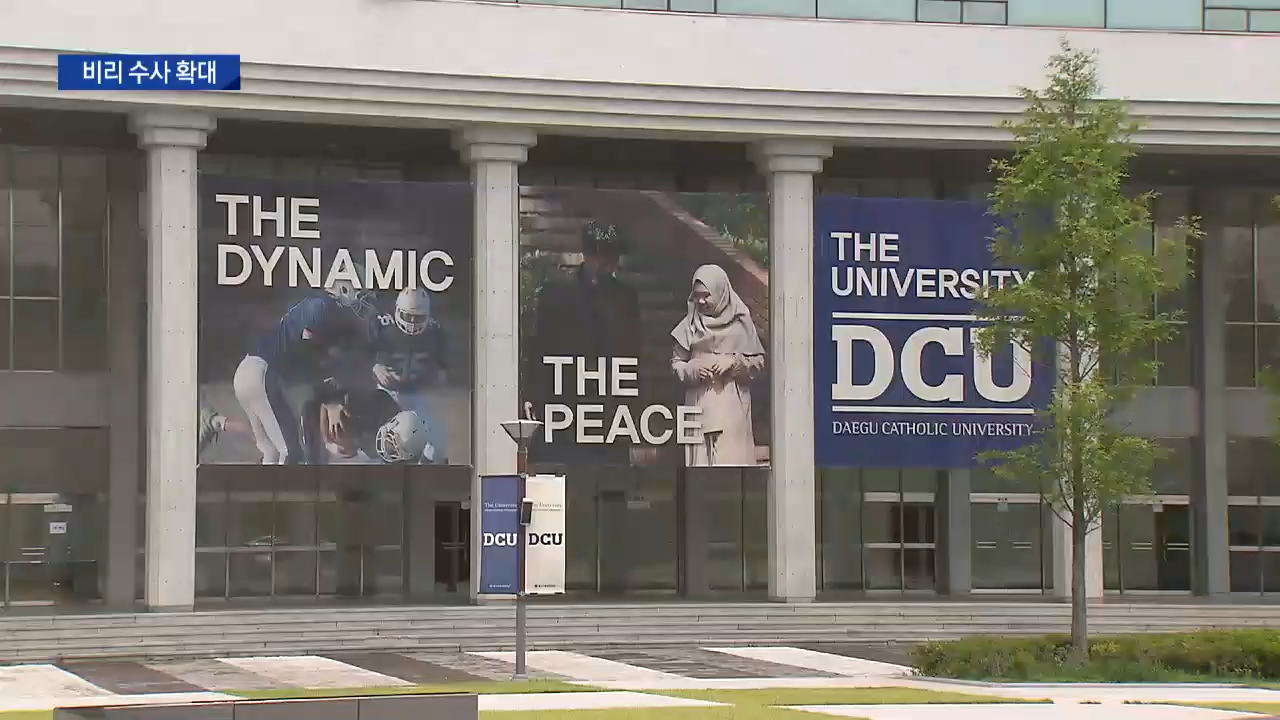 비리 수사 확대
THE
DYNAMIC
THE
PEACE
THE
UNIVERSITY
DCU
DAEGU CATHOLIC UNIVERSITY
DCU
DCU